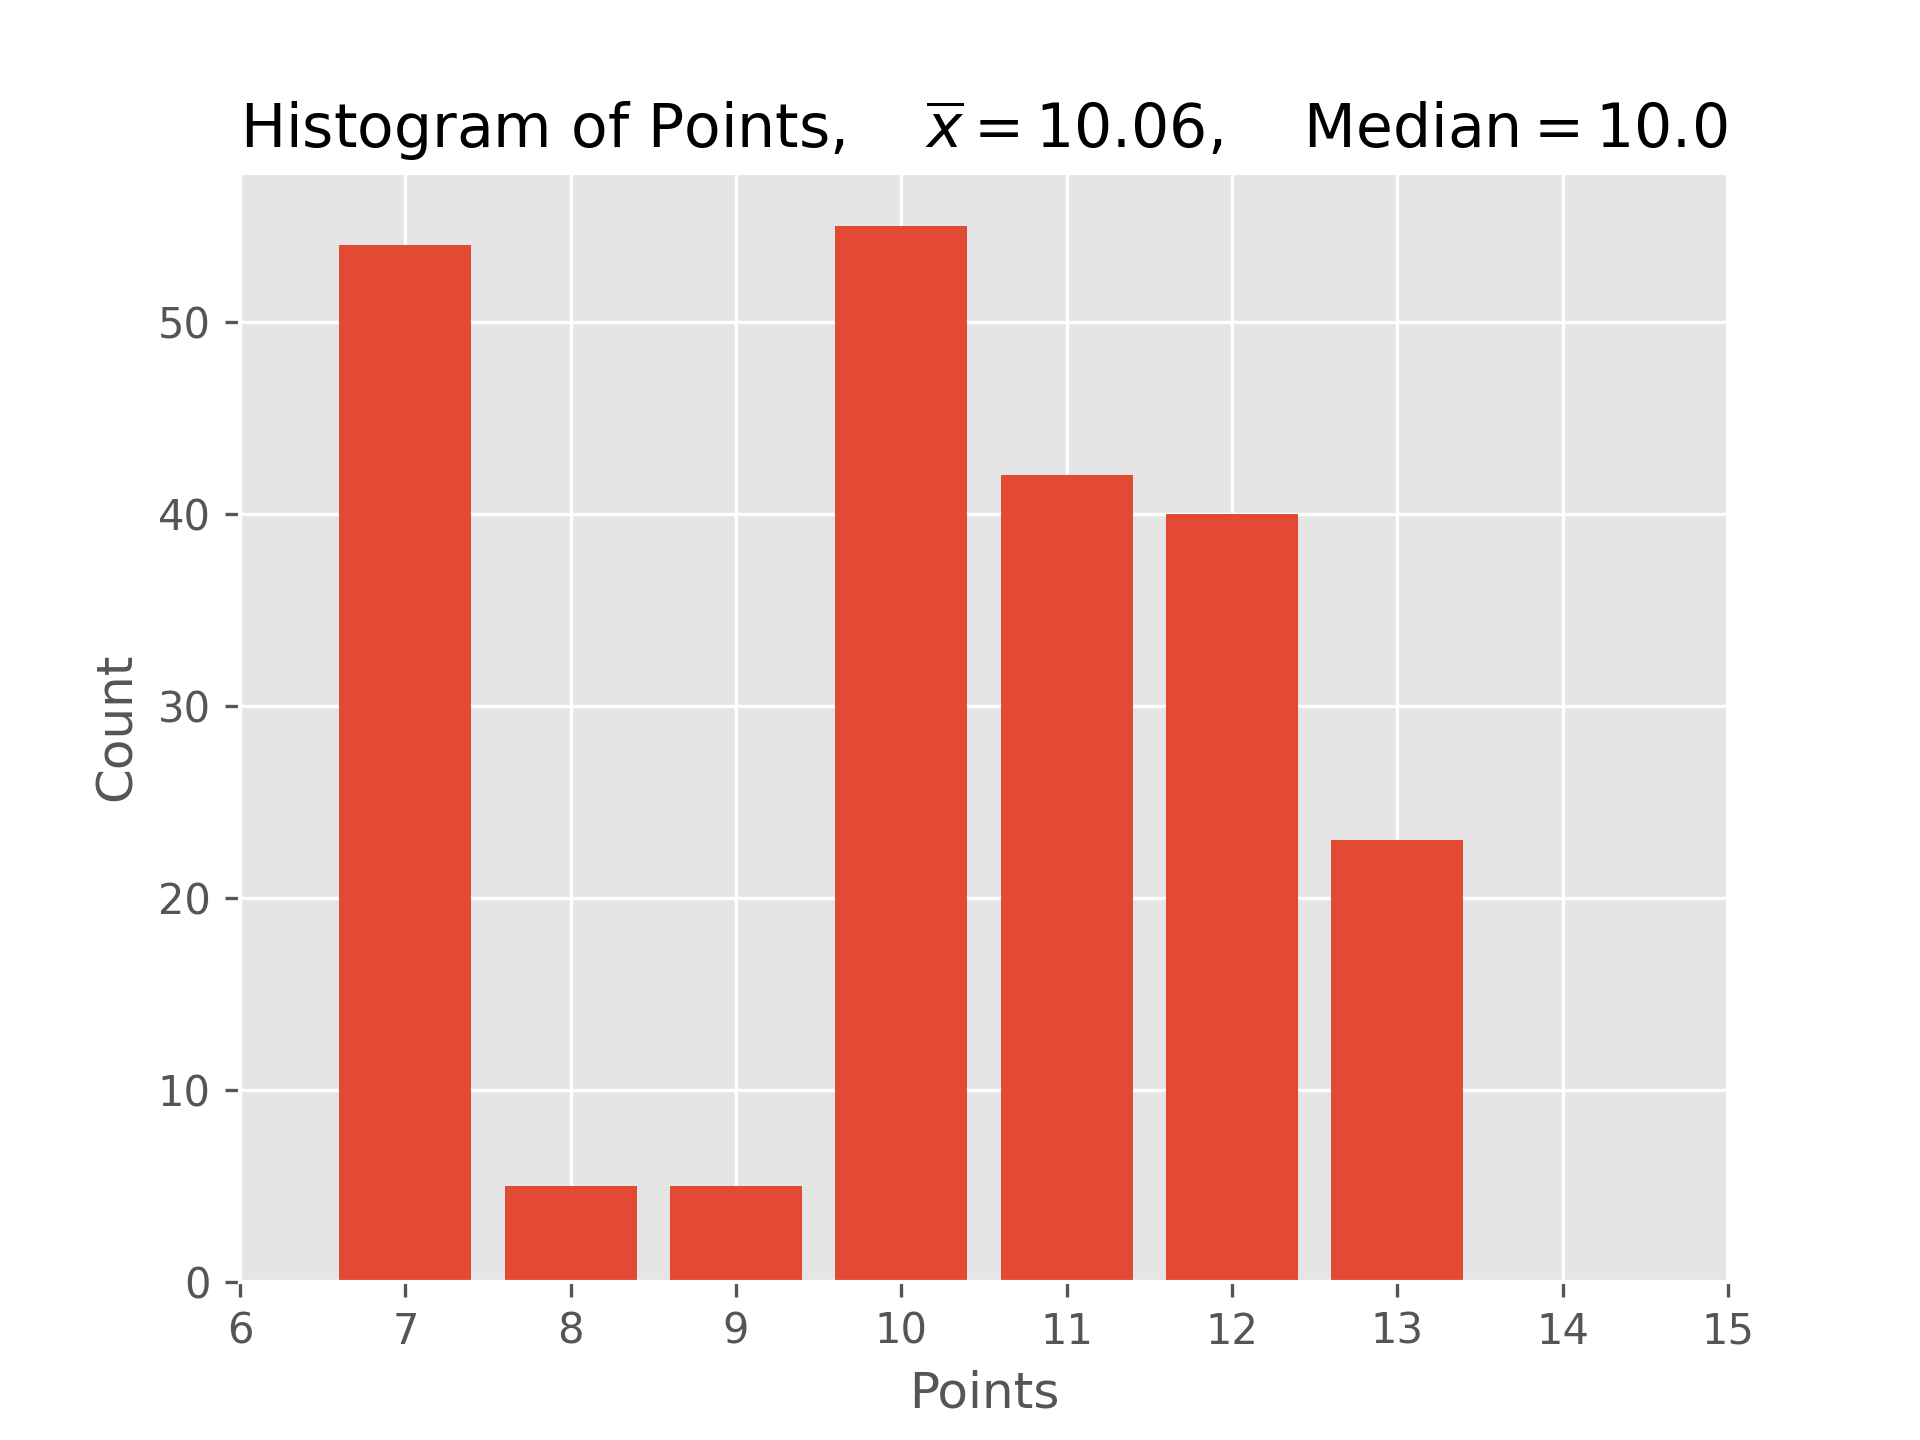 Histogram of Points, x̅ = 10.06, Median = 10.0
50
40
30
20
10
0
Count
6 7 8 9 10 11 12 13 14 15
Points